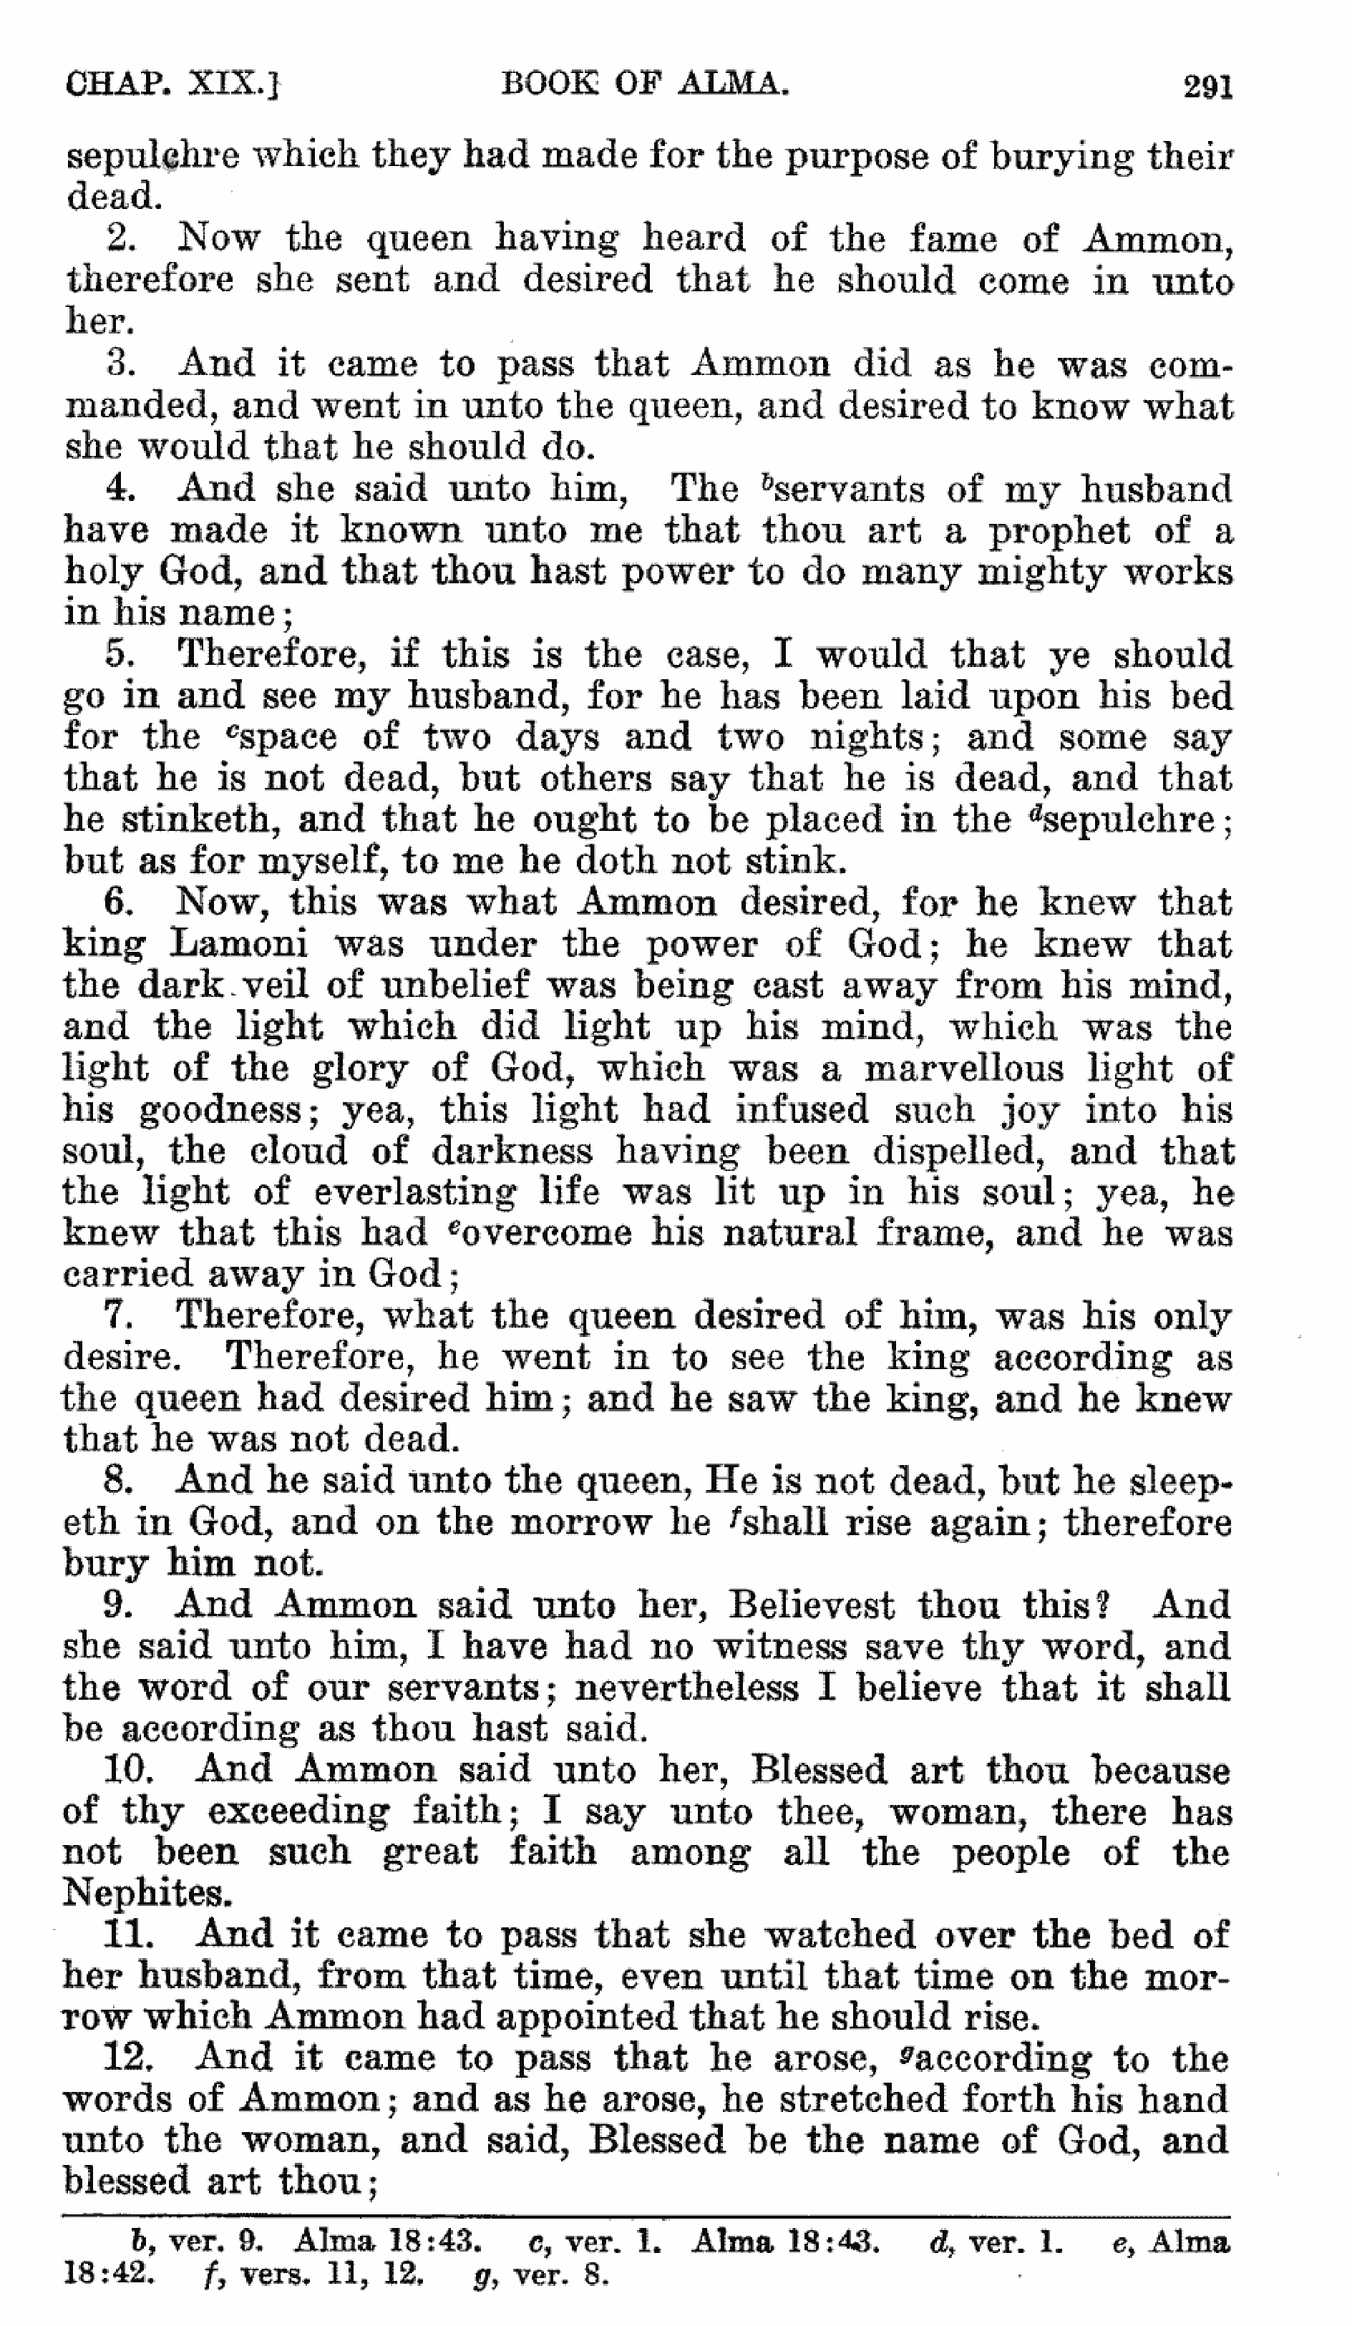 CHAP. XIX.] BOOK OF ALMA. 291
sepulchre which they had made for the purpose of burying their
dead.
2. Now the queen having heard of the fame of Ammon,
therefore she sent and desired that he should come in unto
her.
3. And it came to pass that Ammon did as he was com-
manded, and went in unto the queen, and desired to know what
she would that he should do.
4. And she said unto him, The bservants of my husband
have made it known unto me that thou art a prophet of a
holy God, and that thou hast power to do many mighty works
in his name;
5. Therefore, if this is the case, I would that ye should
go in and see my husband, for he has been laid upon his bed
for the cspace of two days and two nights; and some say
that he is not dead, but others say that he is dead, and that
he stinketh, and that he ought to be placed in the dsepulchre;
but as for myself, to me he doth not stink.
6. Now, this was what Ammon desired, for he knew that
king Lamoni was under the power of God; he knew that
the dark veil of unbelief was being cast away from his mind,
and the light which did light up his mind, which was the
light of the glory of God, which was a marvellous light of
his goodness; yea, this light had infused such joy into his
soul, the cloud of darkness having been dispelled, and that
the light of everlasting life was lit up in his soul; yea, he
knew that this had eovercome his natural frame, and he was
carried away in God;
7. Therefore, what the queen desired of him, was his only
desire. Therefore, he went in to see the king according as
the queen had desired him; and he saw the king, and he knew
that he was not dead.
8. And he said unto the queen, He is not dead, but he sleep-
eth in God, and on the morrow he fshall rise again; therefore
bury him not.
9. And Ammon said unto her, Believest thou this? And
she said unto him, I have had no witness save thy word, and
the word of our servants; nevertheless I believe that it shall
be according as thou hast said.
10. And Ammon said unto her, Blessed art thou because
of thy exceeding faith; I say unto thee, woman, there has
not been such great faith among all the people of the
Nephites.
11. And it came to pass that she watched over the bed of
her husband, from that time, even until that time on the mor-
row which Ammon had appointed that he should rise.
12. And it came to pass that he arose, gaccording to the
words of Ammon; and as he arose, he stretched forth his hand
unto the woman, and said, Blessed be the name of God, and
blessed art thou;
b, ver. 9. Alma 18:43. c, ver. 1. Alma 18:43. d, ver. 1. e, Alma
18:42. f, vers. 11, 12. g, ver. 8.